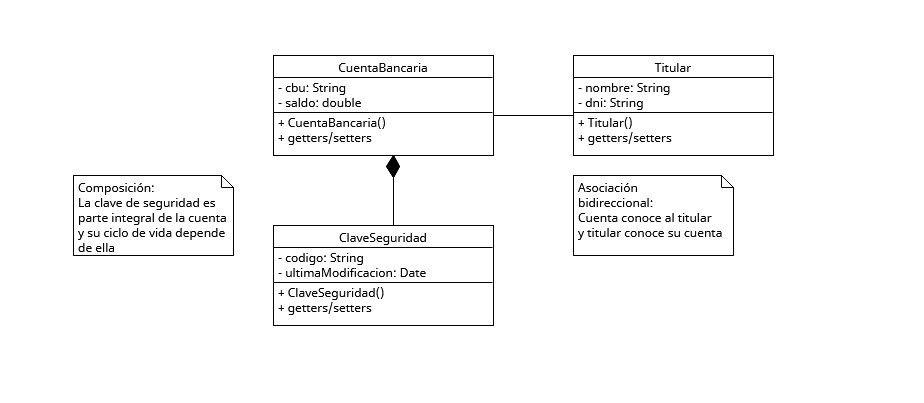 CuentaBancaria
- cbu: String
- saldo: double
+ CuentaBancaria()
+ getters/setters
Titular
- nombre: String
- dni: String
+ Titular()
+ getters/setters
Composición:
La clave de seguridad es
parte integral de la cuenta
y su ciclo de vida depende
de ella
Asociación
bidireccional:
Cuenta conoce al titular
y titular conoce su cuenta
ClaveSeguridad
- codigo: String
- ultimaModificacion: Date
+ ClaveSeguridad()
+ getters/setters